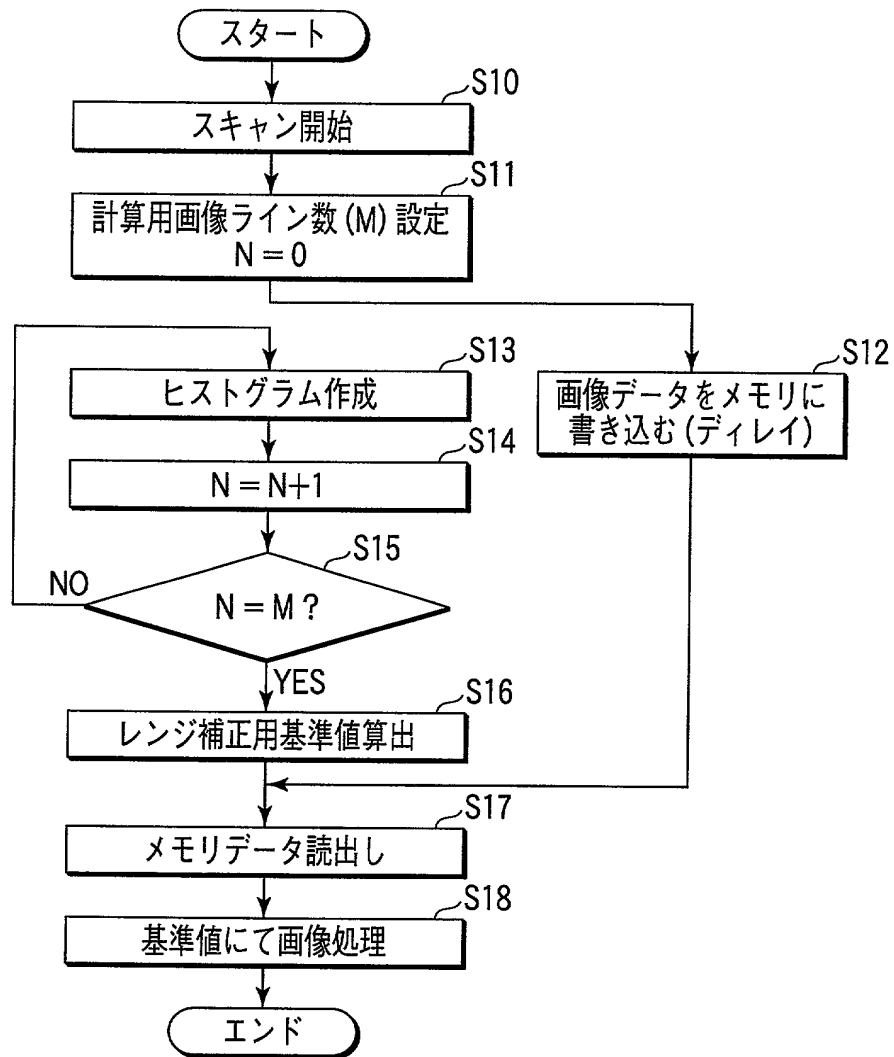 スタート
S10
スキャン開始
S11
計算用画像ライン数(M)設定
N=0
S12
画像データをメモリに
書き込む(ディレイ)
S13
ヒストグラム作成
S14
N=N+1
S15
N=M?
NO
YES
S16
レンジ補正用基準値算出
S17
メモリデータ読出し
S18
基準値にて画像処理
エンド